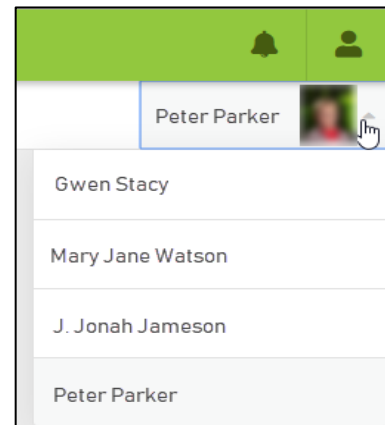 Peter Parker
Gwen Stacy
Mary Jane Watson
J. Jonah Jameson
Peter Parker